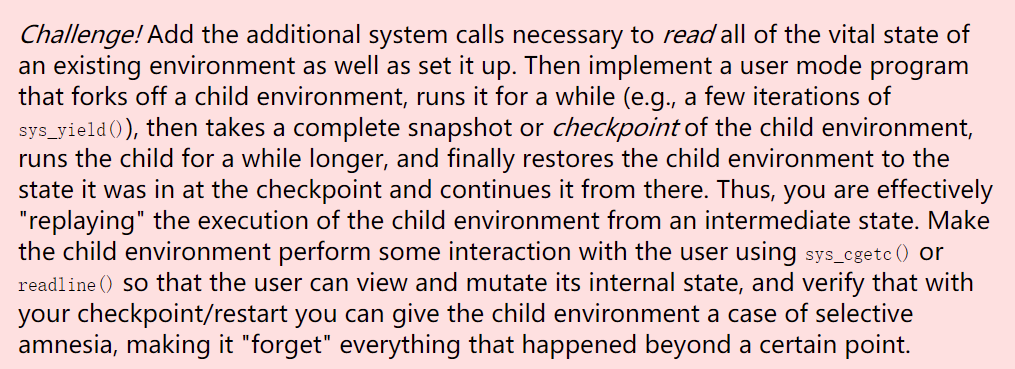 Challenge! Add the additional system calls necessary to read all of the vital state of
an existing environment as well as set it up. Then implement a user mode program
that forks off a child environment, runs it for a while (e.g., a few iterations of
sys_yield()), then takes a complete snapshot or checkpoint of the child environment,
runs the child for a while longer, and finally restores the child environment to the
state it was in at the checkpoint and continues it from there. Thus, you are effectively
"replaying" the execution of the child environment from an intermediate state. Make
the child environment perform some interaction with the user using sys_cgetc() or
readline() so that the user can view and mutate its internal state, and verify that with
your checkpoint/restart you can give the child environment a case of selective
amnesia, making it "forget" everything that happened beyond a certain point.